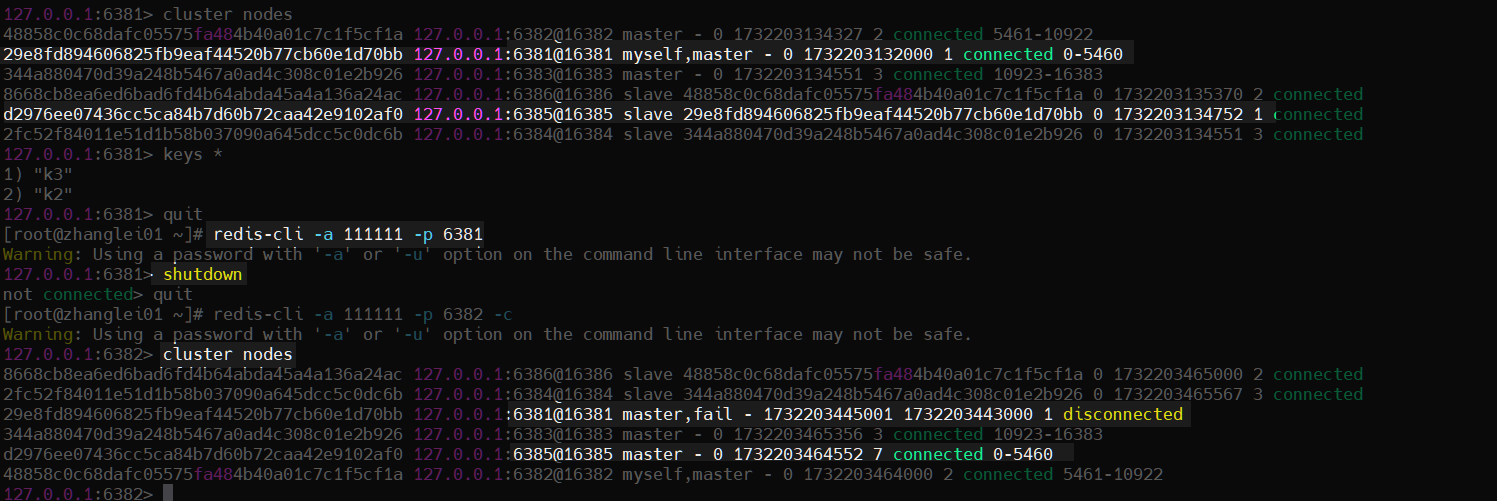 127.0.0.1:6381> cluster nodes
48858c0c68dafc05575fa484b40a01c7c1f5cf1a 127.0.0.1:6382@16382 master - 0 1732203134327 2 connected 5461-10922
29e8fd894606825fb9eaf44520b77cb60e1d70bb 127.0.0.1:6381@16381 myself,master - 0 1732203132000 1 connected 0-5460
344a880470d39a248b5467a0ad4c308c01e2b926 127.0.0.1:6383@16383 master - 0 1732203134551 3 connected 10923-16383
8668cb8ea6ed6bad6fd4b64abda45a4a136a24ac 127.0.0.1:6386@16386 slave 48858c0c68dafc05575fa484b40a01c7c1f5cf1a 0 1732203135370 2 connected
d2976ee07436cc5ca84b7d60b72caa42e9102af0 127.0.0.1:6385@16385 slave 29e8fd894606825fb9eaf44520b77cb60e1d70bb 0 1732203134752 1 connected
2fc52f84011e51d1b58b037090a645dcc5c0dc6b 127.0.0.1:6384@16384 slave 344a880470d39a248b5467a0ad4c308c01e2b926 0 1732203134551 3 connected
127.0.0.1:6381> keys *
1) "k3"
2) "k2"
127.0.0.1:6381> quit
[root@zhanglei01 ~]# redis-cli -a 111111 -p 6381
Warning: Using a password with '-a' or '-u' option on the command line interface may not be safe.
127.0.0.1:6381> shutdown
not connected> quit
[root@zhanglei01 ~]# redis-cli -a 111111 -p 6382 -c
Warning: Using a password with '-a' or '-u' option on the command line interface may not be safe.
127.0.0.1:6382> cluster nodes
8668cb8ea6ed6bad6fd4b64abda45a4a136a24ac 127.0.0.1:6386@16386 slave 48858c0c68dafc05575fa484b40a01c7c1f5cf1a 0 1732203465000 2 connected
2fc52f84011e51d1b58b037090a645dcc5c0dc6b 127.0.0.1:6384@16384 slave 344a880470d39a248b5467a0ad4c308c01e2b926 0 1732203465567 3 connected
29e8fd894606825fb9eaf44520b77cb60e1d70bb 127.0.0.1:6381@16381 master,fail - 1732203445001 1732203443000 1 disconnected
344a880470d39a248b5467a0ad4c308c01e2b926 127.0.0.1:6383@16383 master - 0 1732203465356 3 connected 10923-16383
d2976ee07436cc5ca84b7d60b72caa42e9102af0 127.0.0.1:6385@16385 master - 0 1732203464552 7 connected 0-5460
48858c0c68dafc05575fa484b40a01c7c1f5cf1a 127.0.0.1:6382@16382 myself,master - 0 1732203464000 2 connected 5461-10922
127.0.0.1:6382>